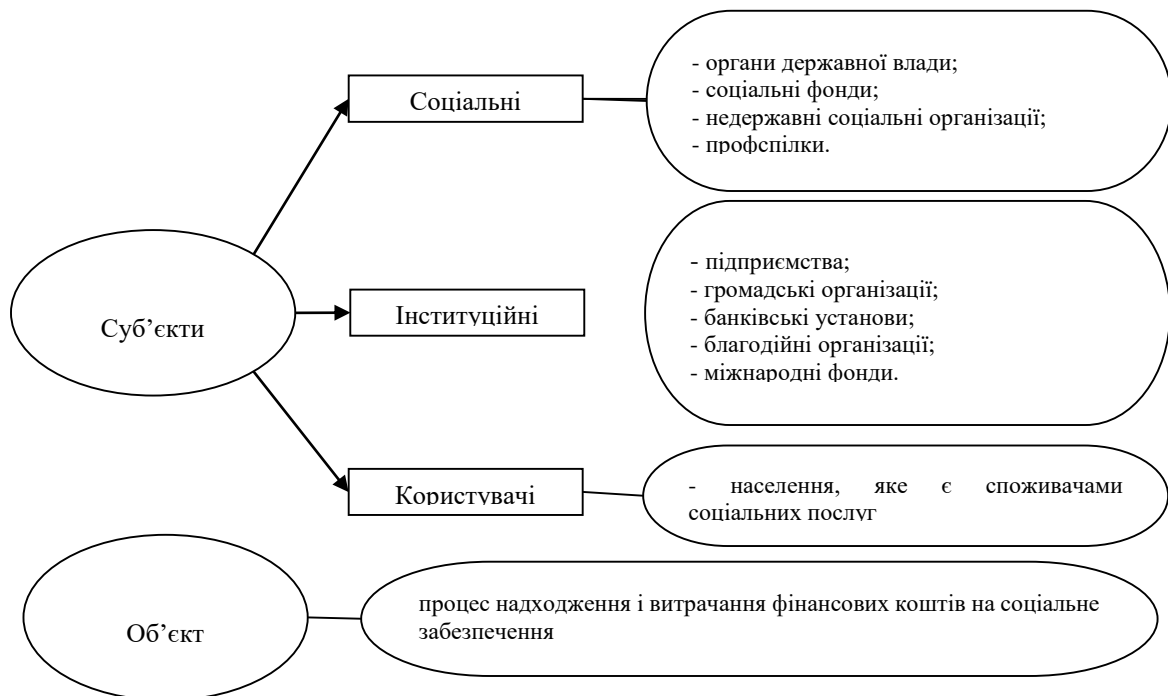 Соціальні
- органи державної влади;
- соціальні фонди;
- недержавні соціальні організації;
- профспілки.
Суб’єкти
Інституційні
- підприємства;
- громадські організації;
- банківські установи;
- благодійні організації;
- міжнародні фонди.
Користувачі
- населення, яке є споживачами
соціальних послуг
Об’єкт
процес надходження і витрачання фінансових коштів на соціальне
забезпечення